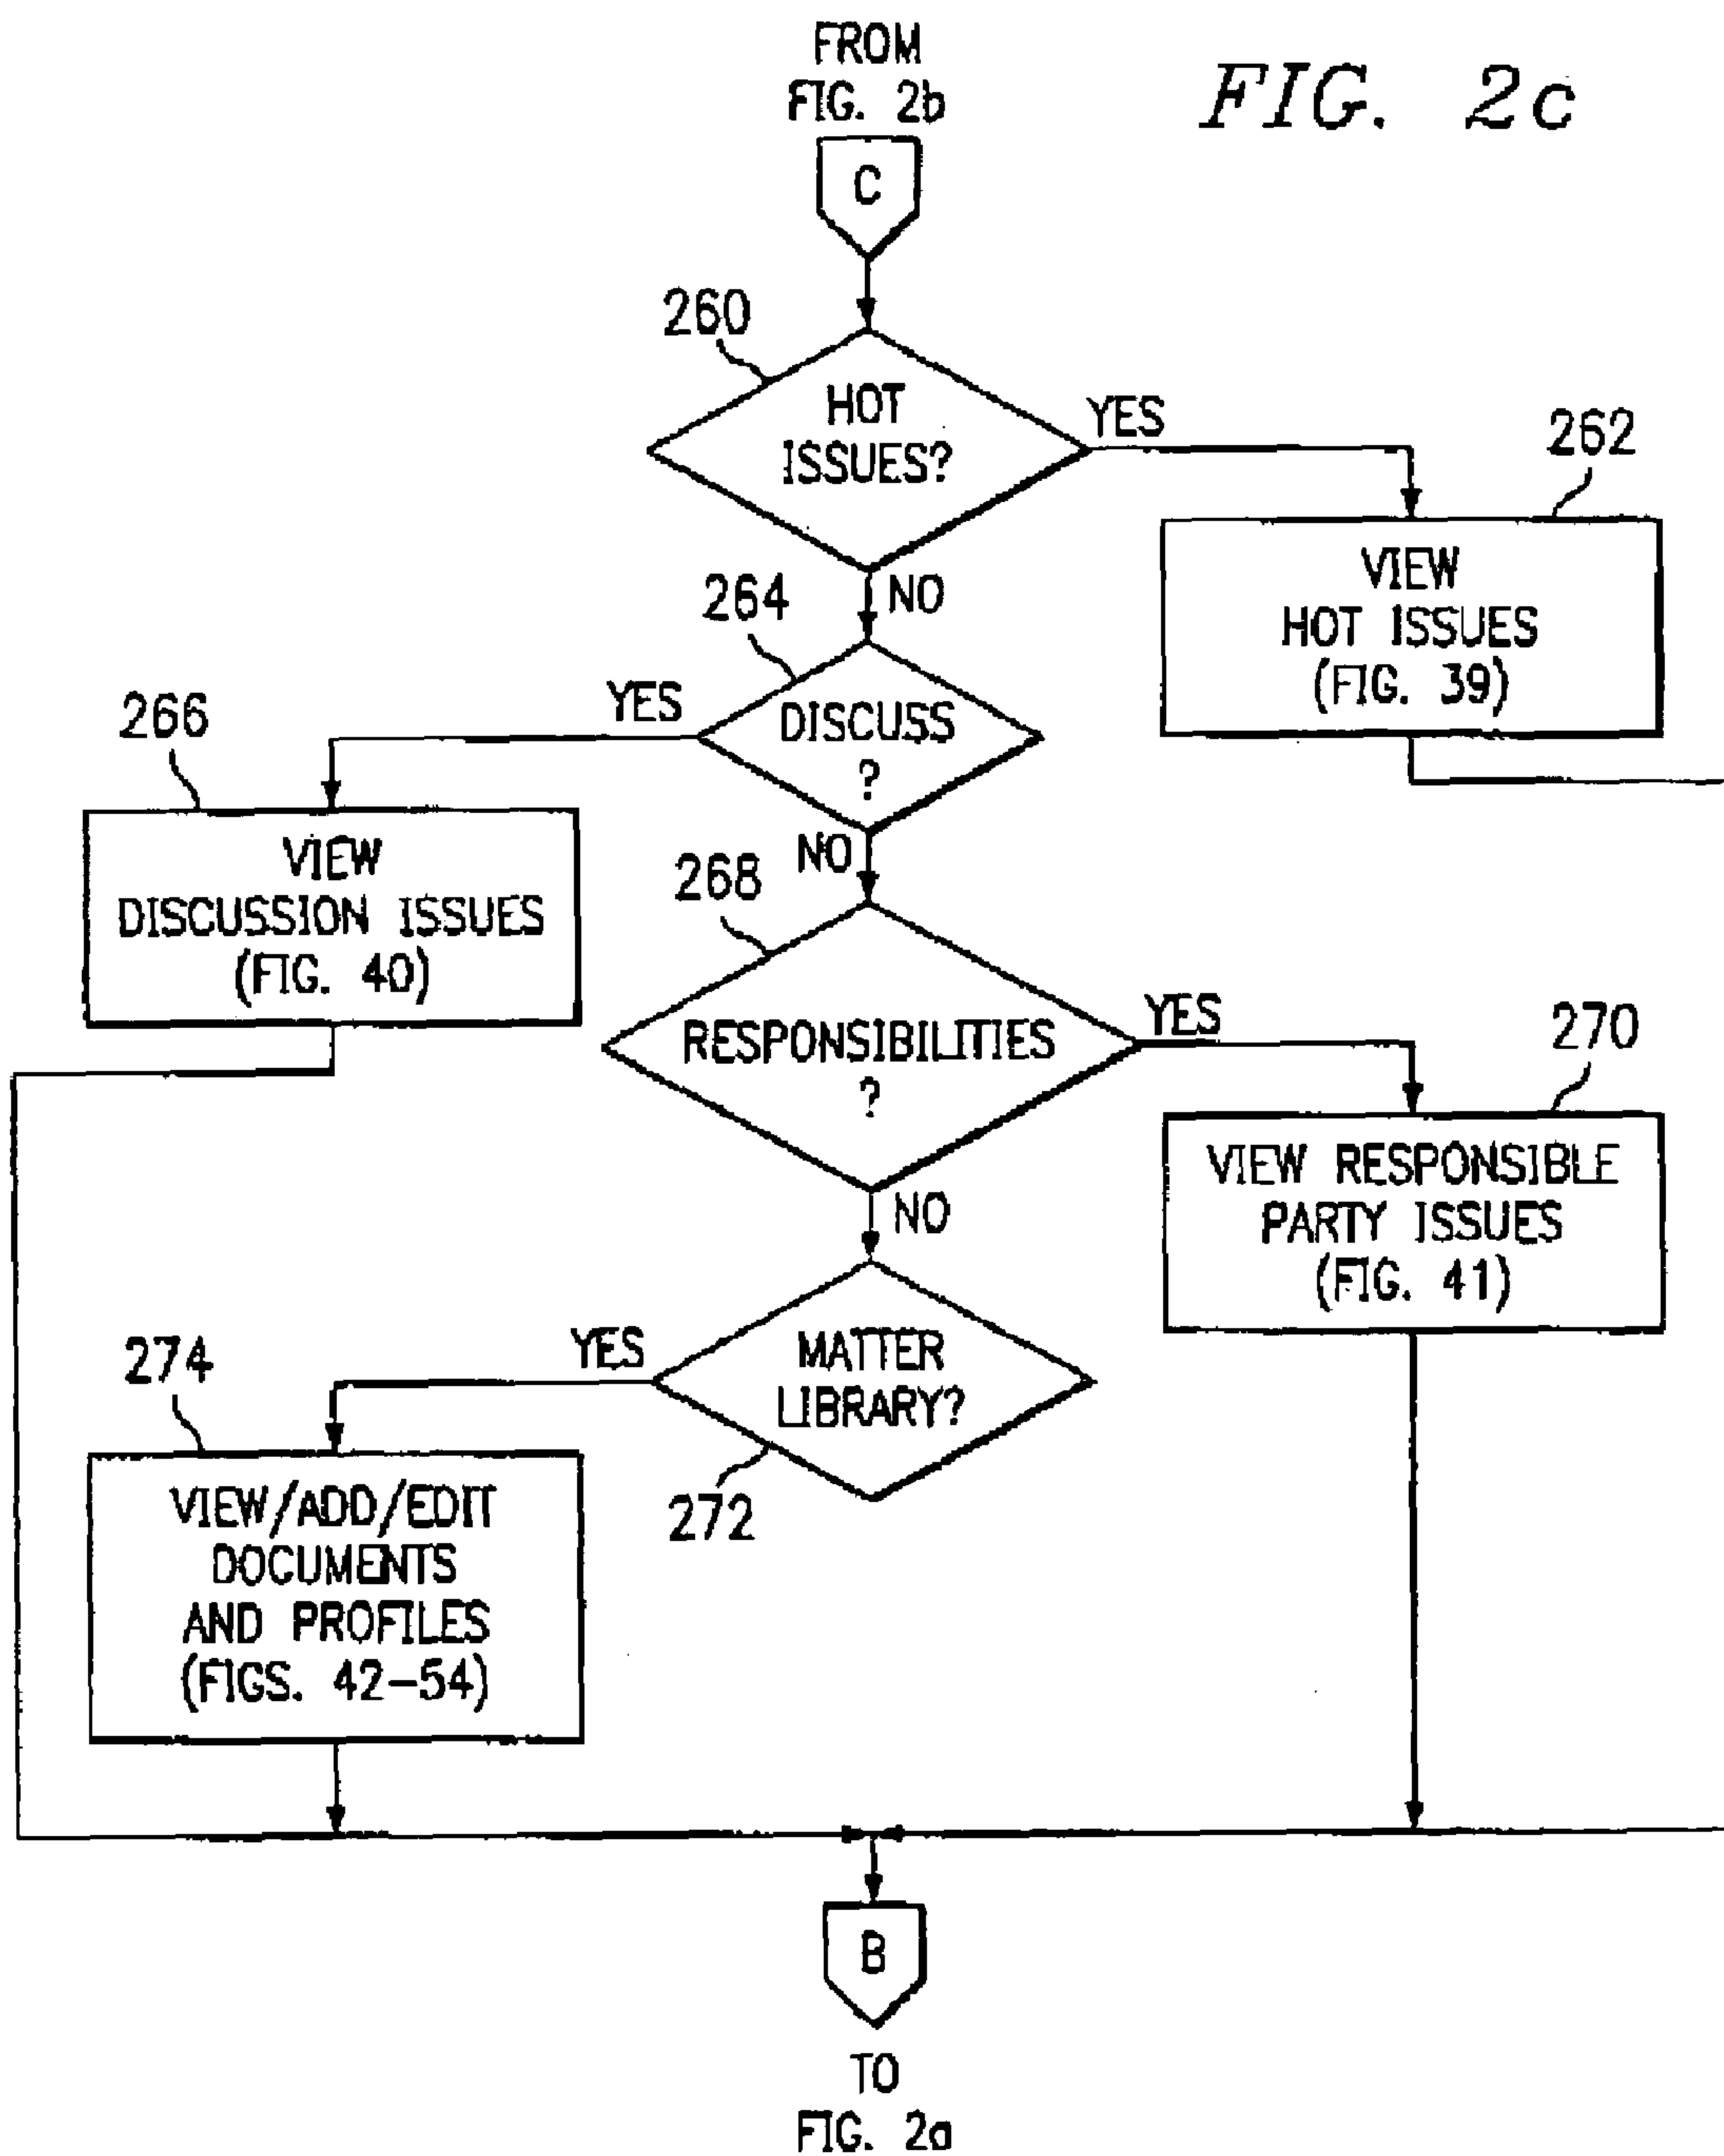 FROM
FIG. 2b
FIG. 2c
C
260
HOT
ISSUES?
YES
262
VIEW
HOT ISSUES
(FIG. 39)
NO
264
DISCUSS
?
YES
266
VIEW
DISCUSSION ISSUES
(FIG. 40)
NO
268
RESPONSIBILITIES
?
YES
270
VIEW RESPONSIBLE
PARTY ISSUES
(FIG. 41)
NO
MATTER
LIBRARY?
272
YES
274
VIEW/ADD/EDIT
DOCUMENTS
AND PROFILES
(FIGS. 42-54)
B
TO
FIG. 2a